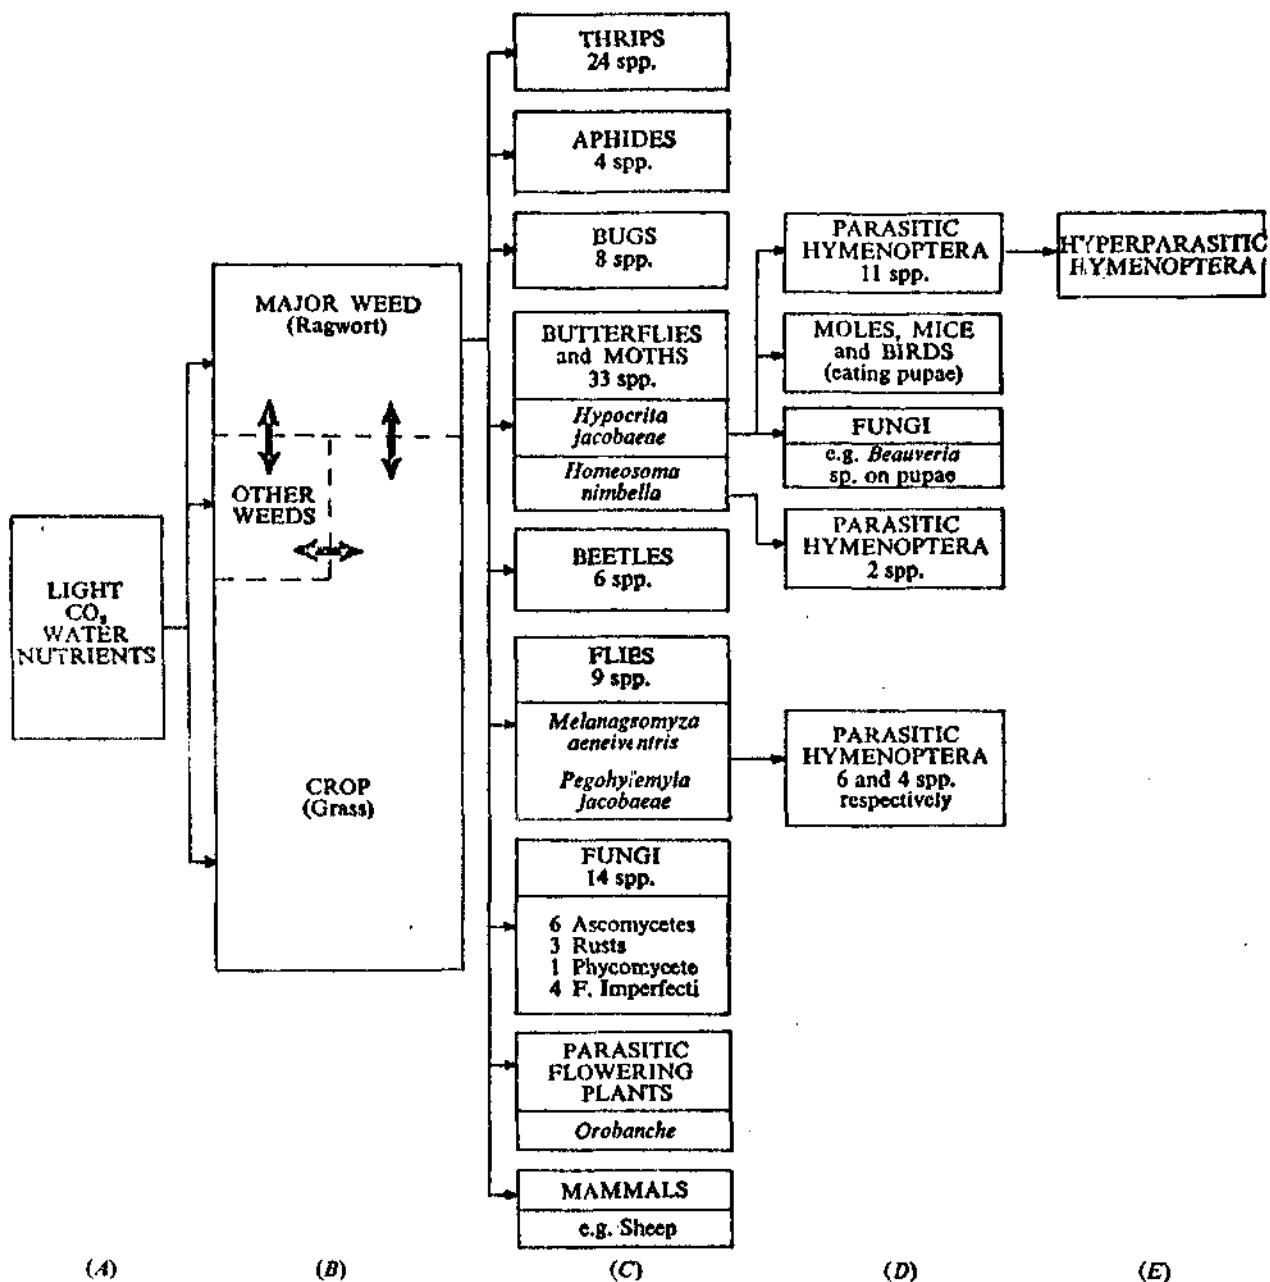 THRIPS
24 spp.
APHIDES
4 spp.
BUGS
8 spp.
PARASITIC
HYMENOPTERA
11 spp.
HYPERPARASITIC
HYMENOPTERA
MAJOR WEED
(Ragwort)
BUTTERFLIES
and MOTHS
33 spp.
Hypocrita
jacobaeae
Homeosoma
nimbella
MOLES, MICE
and BIRDS
(eating pupae)
FUNGI
e.g. Beauveria
sp. on pupae
PARASITIC
HYMENOPTERA
2 spp.
OTHER
WEEDS
BEETLES
6 spp.
LIGHT
CO₂
WATER
NUTRIENTS
FLIES
9 spp.
Melanagromyza
aeneiventris
Pegohylemyia
jacobaeae
PARASITIC
HYMENOPTERA
6 and 4 spp.
respectively
CROP
(Grass)
FUNGI
14 spp.
6 Ascomycetes
3 Rusts
1 Phycomycete
4 F. Imperfecti
PARASITIC
FLOWERING
PLANTS
Orobanche
MAMMALS
e.g. Sheep
(A) (B) (C) (D) (E)